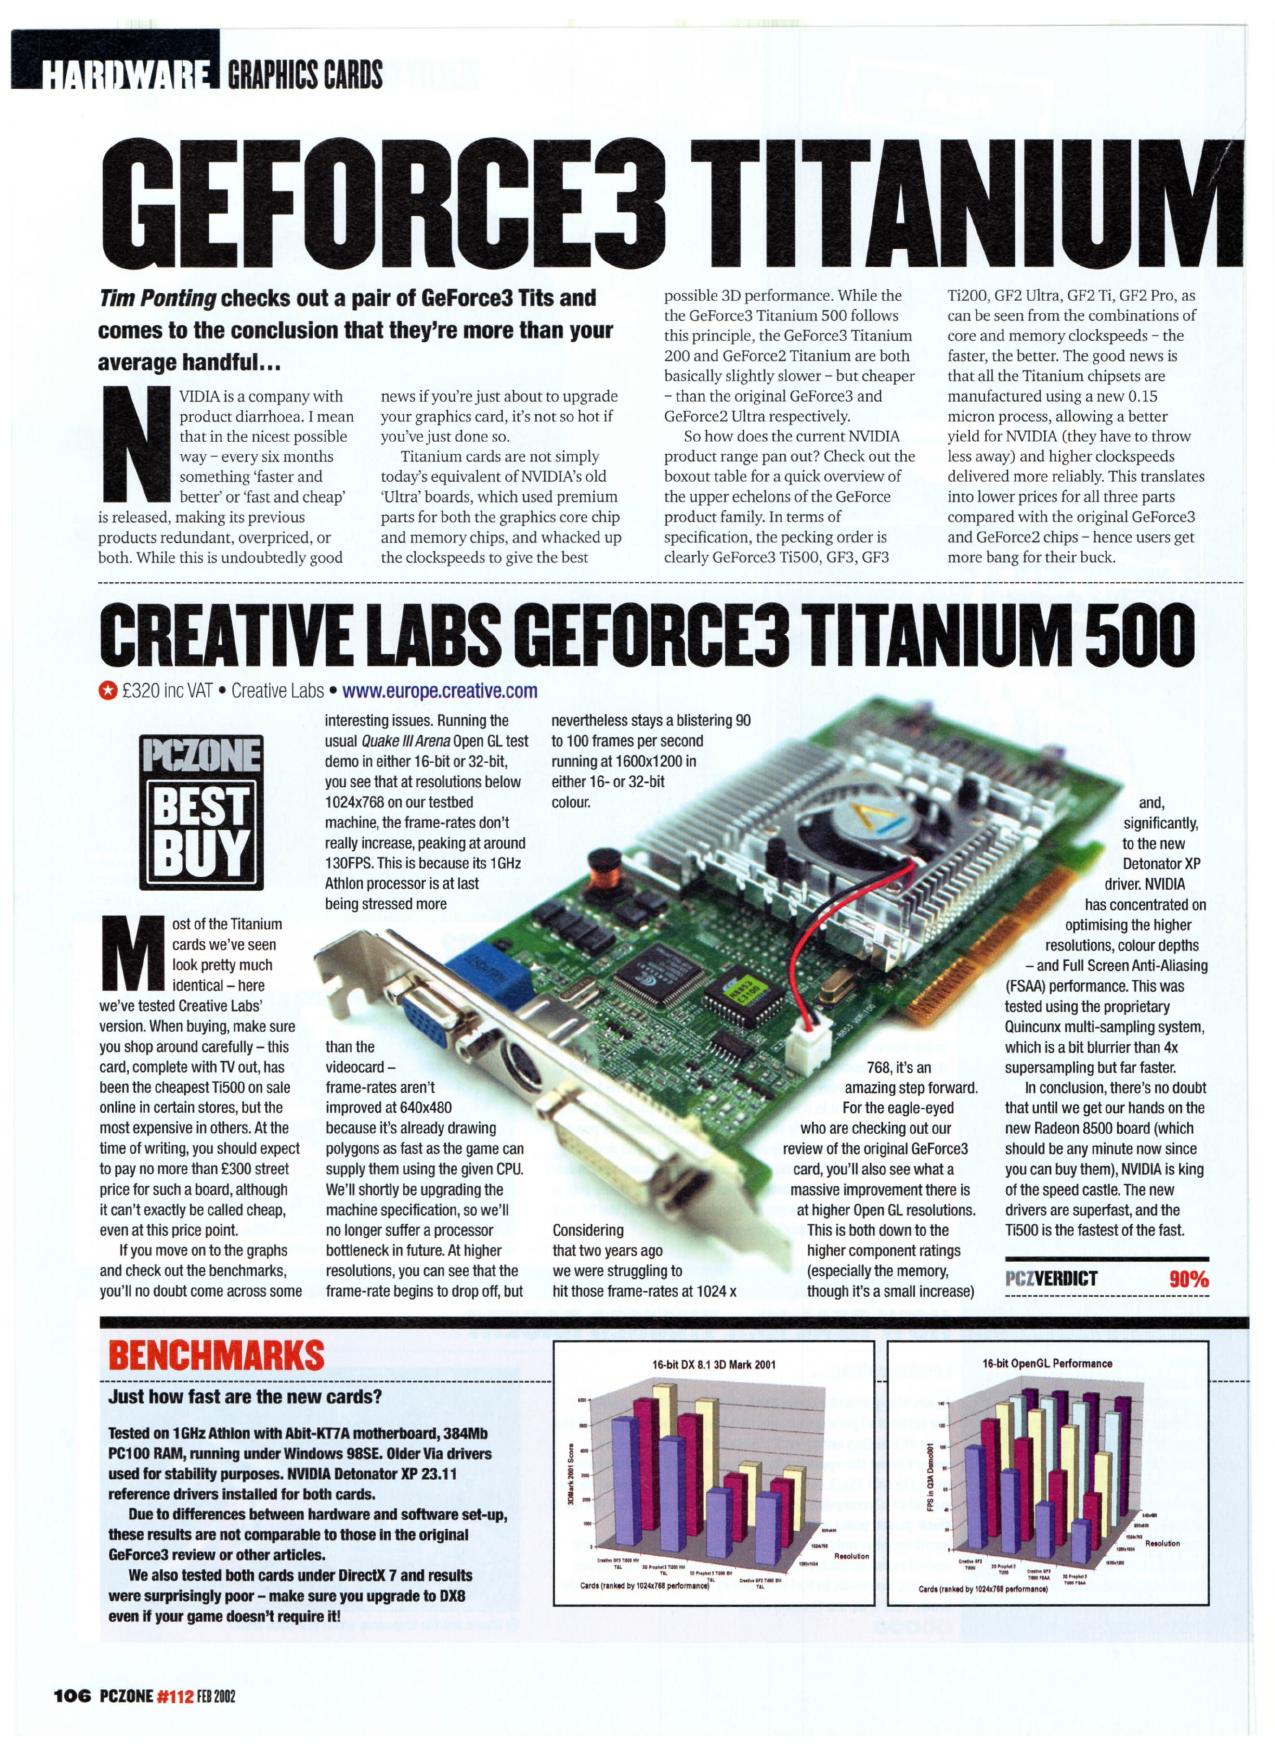 HARDWARE GRAPHICS CARDS
GEFORCE3 TITANIUM
Tim Ponting checks out a pair of GeForce3 Tits and
comes to the conclusion that they're more than your
average handful...
NVIDIA is a company with
product diarrhoea. I mean
that in the nicest possible
way – every six months
something 'faster and
better' or 'fast and cheap'
is released, making its previous
products redundant, overpriced, or
both. While this is undoubtedly good
news if you're just about to upgrade
your graphics card, it's not so hot if
you've just done so.
Titanium cards are not simply
today's equivalent of NVIDIA's old
'Ultra' boards, which used premium
parts for both the graphics core chip
and memory chips, and whacked up
the clockspeeds to give the best
possible 3D performance. While the
the GeForce3 Titanium 500 follows
this principle, the GeForce3 Titanium
200 and GeForce2 Titanium are both
basically slightly slower – but cheaper
– than the original GeForce3 and
GeForce2 Ultra respectively.
So how does the current NVIDIA
product range pan out? Check out the
boxout table for a quick overview of
the upper echelons of the GeForce
product family. In terms of
specification, the pecking order is
clearly GeForce3 Ti500, GF3, GF3
Ti200, GF2 Ultra, GF2 Ti, GF2 Pro, as
can be seen from the combinations of
core and memory clockspeeds – the
faster, the better. The good news is
that all the Titanium chipsets are
manufactured using a new 0.15
micron process, allowing a better
yield for NVIDIA (they have to throw
less away) and higher clockspeeds
delivered more reliably. This translates
into lower prices for all three parts
compared with the original GeForce3
and GeForce2 chips – hence users get
more bang for their buck.
CREATIVE LABS GEFORCE3 TITANIUM 500
£320 inc VAT • Creative Labs • www.europe.creative.com
PCZONE
BEST
BUY
Most of the Titanium
cards we've seen
look pretty much
identical – here
we've tested Creative Labs'
version. When buying, make sure
you shop around carefully – this
card, complete with TV out, has
been the cheapest Ti500 on sale
online in certain stores, but the
most expensive in others. At the
time of writing, you should expect
to pay no more than £300 street
price for such a board, although
it can't exactly be called cheap,
even at this price point.
If you move on to the graphs
and check out the benchmarks,
you'll no doubt come across some
interesting issues. Running the
usual Quake III Arena Open GL test
demo in either 16-bit or 32-bit,
you see that at resolutions below
1024x768 on our testbed
machine, the frame-rates don't
really increase, peaking at around
130FPS. This is because its 1GHz
Athlon processor is at last
being stressed more
than the
videocard –
frame-rates aren't
improved at 640x480
because it's already drawing
polygons as fast as the game can
supply them using the given CPU.
We'll shortly be upgrading the
machine specification, so we'll
no longer suffer a processor
bottleneck in future. At higher
resolutions, you can see that the
frame-rate begins to drop off, but
nevertheless stays a blistering 90
to 100 frames per second
running at 1600x1200 in
either 16- or 32-bit
colour.
Considering
that two years ago
we were struggling to
hit those frame-rates at 1024 x
768, it's an
amazing step forward.
For the eagle-eyed
who are checking out our
review of the original GeForce3
card, you'll also see what a
massive improvement there is
at higher Open GL resolutions.
This is both down to the
higher component ratings
(especially the memory,
though it's a small increase)
and,
significantly,
to the new
Detonator XP
driver. NVIDIA
has concentrated on
optimising the higher
resolutions, colour depths
– and Full Screen Anti-Aliasing
(FSAA) performance. This was
tested using the proprietary
Quincunx multi-sampling system,
which is a bit blurrier than 4x
supersampling but far faster.
In conclusion, there's no doubt
that until we get our hands on the
new Radeon 8500 board (which
should be any minute now since
you can buy them), NVIDIA is king
of the speed castle. The new
drivers are superfast, and the
Ti500 is the fastest of the fast.
PCZVERDICT 90%
BENCHMARKS
Just how fast are the new cards?
Tested on 1GHz Athlon with Abit-KT7A motherboard, 384Mb
PC100 RAM, running under Windows 98SE. Older Via drivers
used for stability purposes. NVIDIA Detonator XP 23.11
reference drivers installed for both cards.
Due to differences between hardware and software set-up,
these results are not comparable to those in the original
GeForce3 review or other articles.
We also tested both cards under DirectX 7 and results
were surprisingly poor – make sure you upgrade to DX8
even if your game doesn't require it!
16-bit DX 8.1 3D Mark 2001
3DMark 2001 Score
Resolution
Cards (ranked by 1024x768 performance)
16-bit OpenGL Performance
FPS in Q3A Demo001
Resolution
Cards (ranked by 1024x768 performance)
106 PCZONE #112 FEB 2002